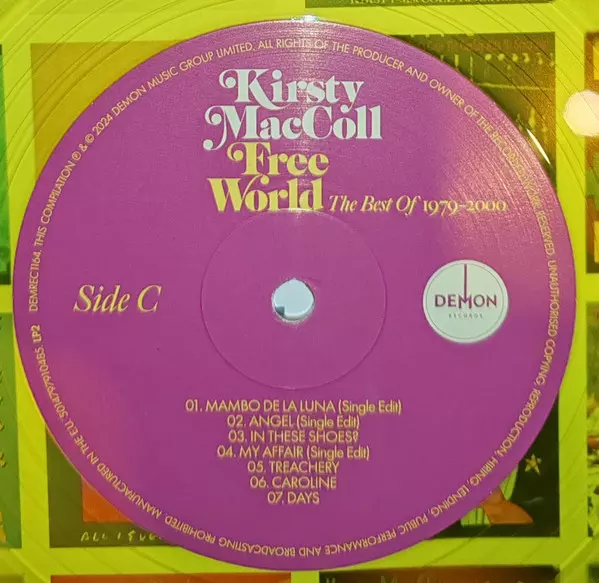 DEMREC1164. THIS COMPILATION ℗ & © 2024 DEMON MUSIC GROUP LIMITED. ALL RIGHTS OF THE PRODUCER AND OWNER OF THE RECORDED WORK RESERVED. UNAUTHORISED COPYING, REPRODUCTION, HIRING, LENDING, PUBLIC PERFORMANCE AND BROADCASTING PROHIBITED. MANUFACTURED IN THE EU. 5014797910485 LP2
Kirsty
MacColl
Free
World
The Best Of 1979-2000
Side C
DEMON
RECORDS
01. MAMBO DE LA LUNA (Single Edit)
02. ANGEL (Single Edit)
03. IN THESE SHOES?
04. MY AFFAIR (Single Edit)
05. TREACHERY
06. CAROLINE
07. DAYS